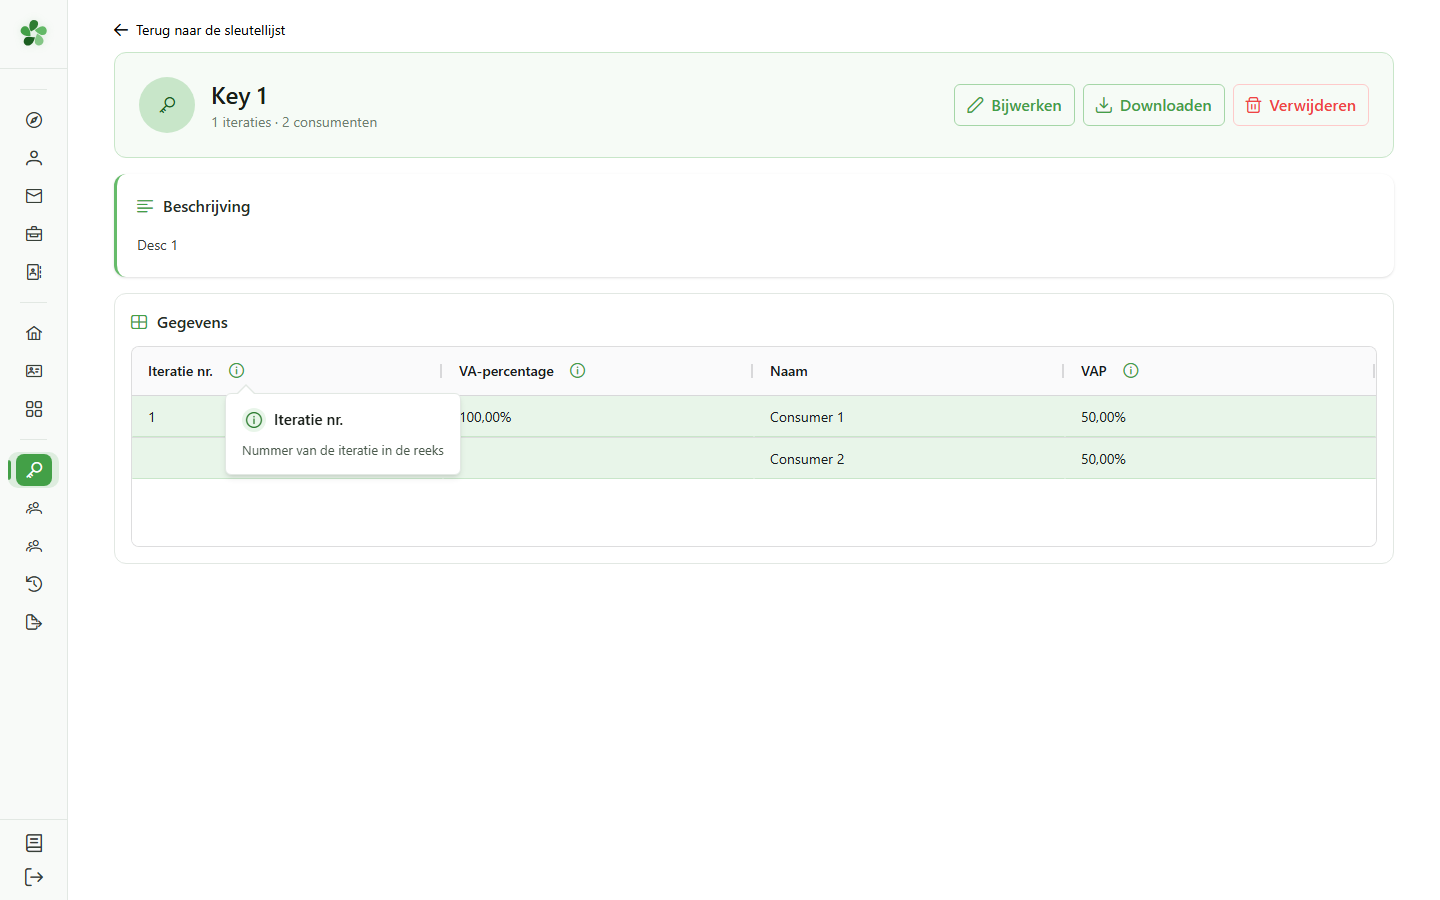 Terug naar de sleutellijst
Key 1
1 iteraties · 2 consumenten
Bijwerken
Downloaden
Verwijderen
Beschrijving
Desc 1
Gegevens
Iteratie nr.
VA-percentage
Naam
VAP
1
100,00%
Consumer 1
50,00%
Consumer 2
50,00%
Iteratie nr.
Nummer van de iteratie in de reeks